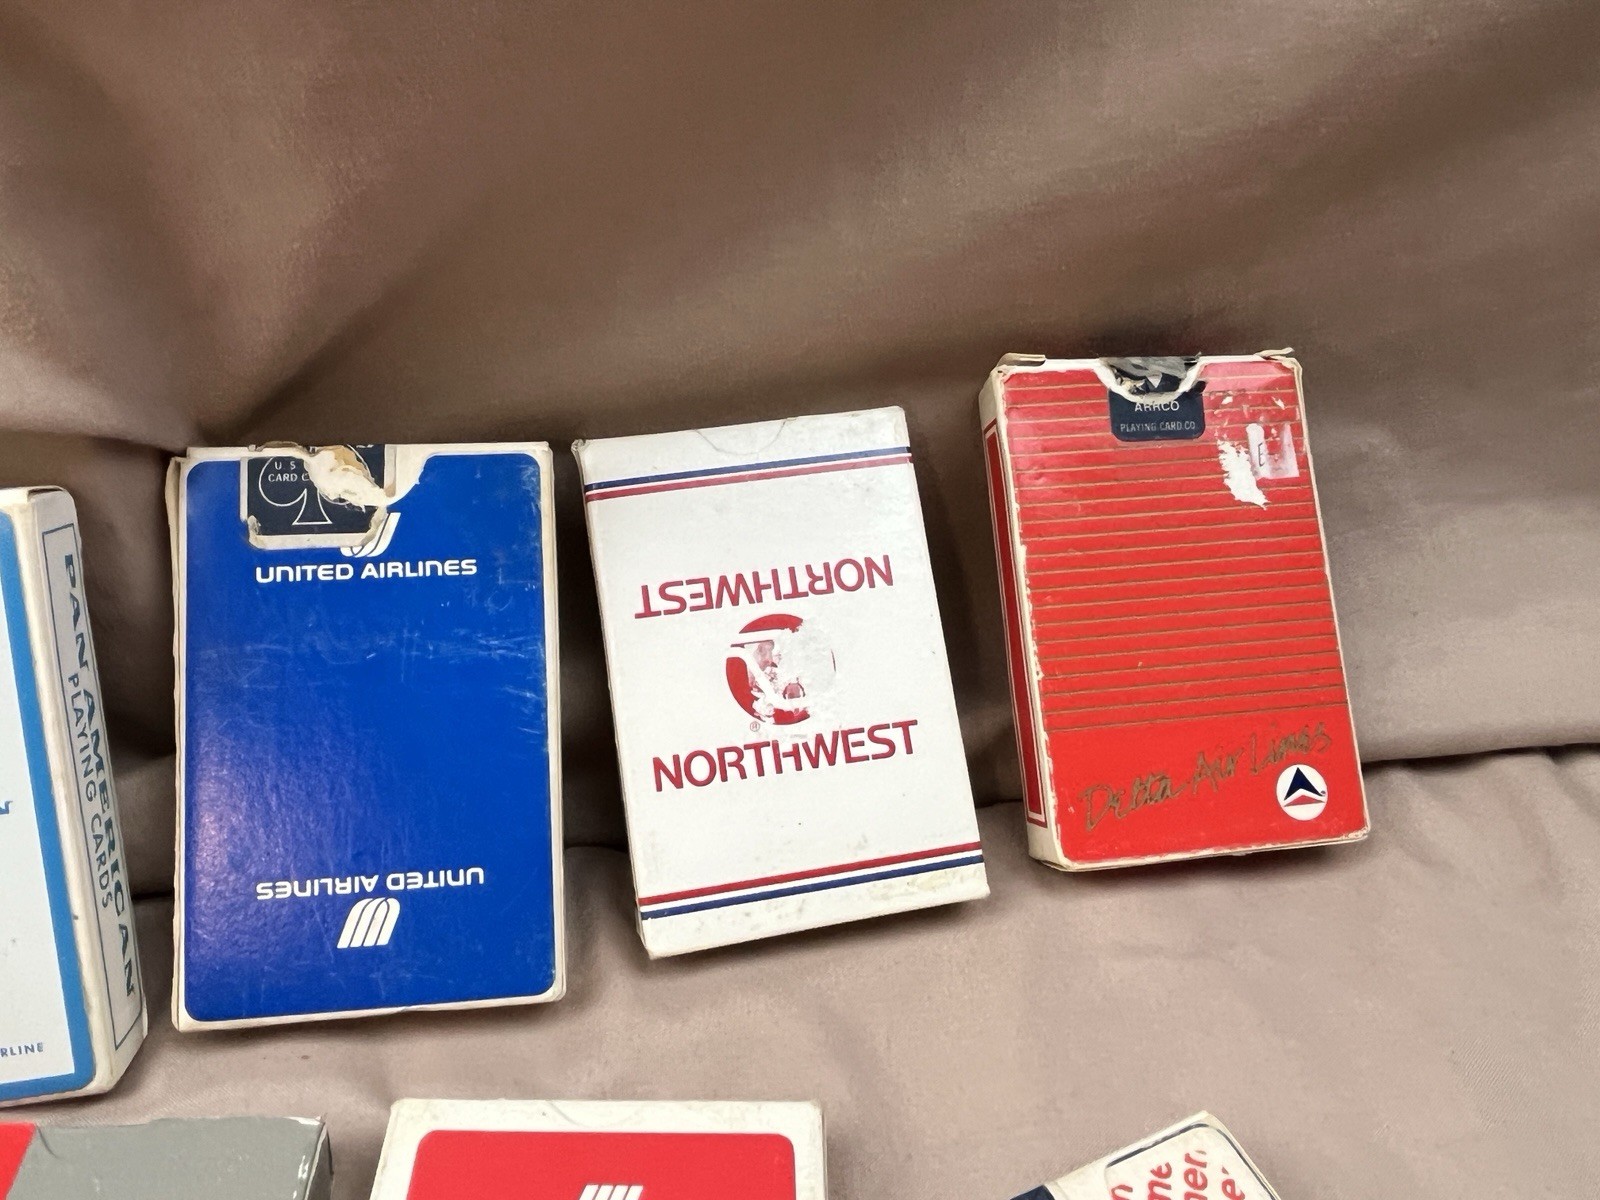 PAN AMERICAN
PLAYING CARDS
RLINE
U S
CARD C
UNITED AIRLINES
UNITED AIRLINES
NORTHWEST
®
NORTHWEST
ARRCO
PLAYING CARD CO.
E
Delta Air Lines